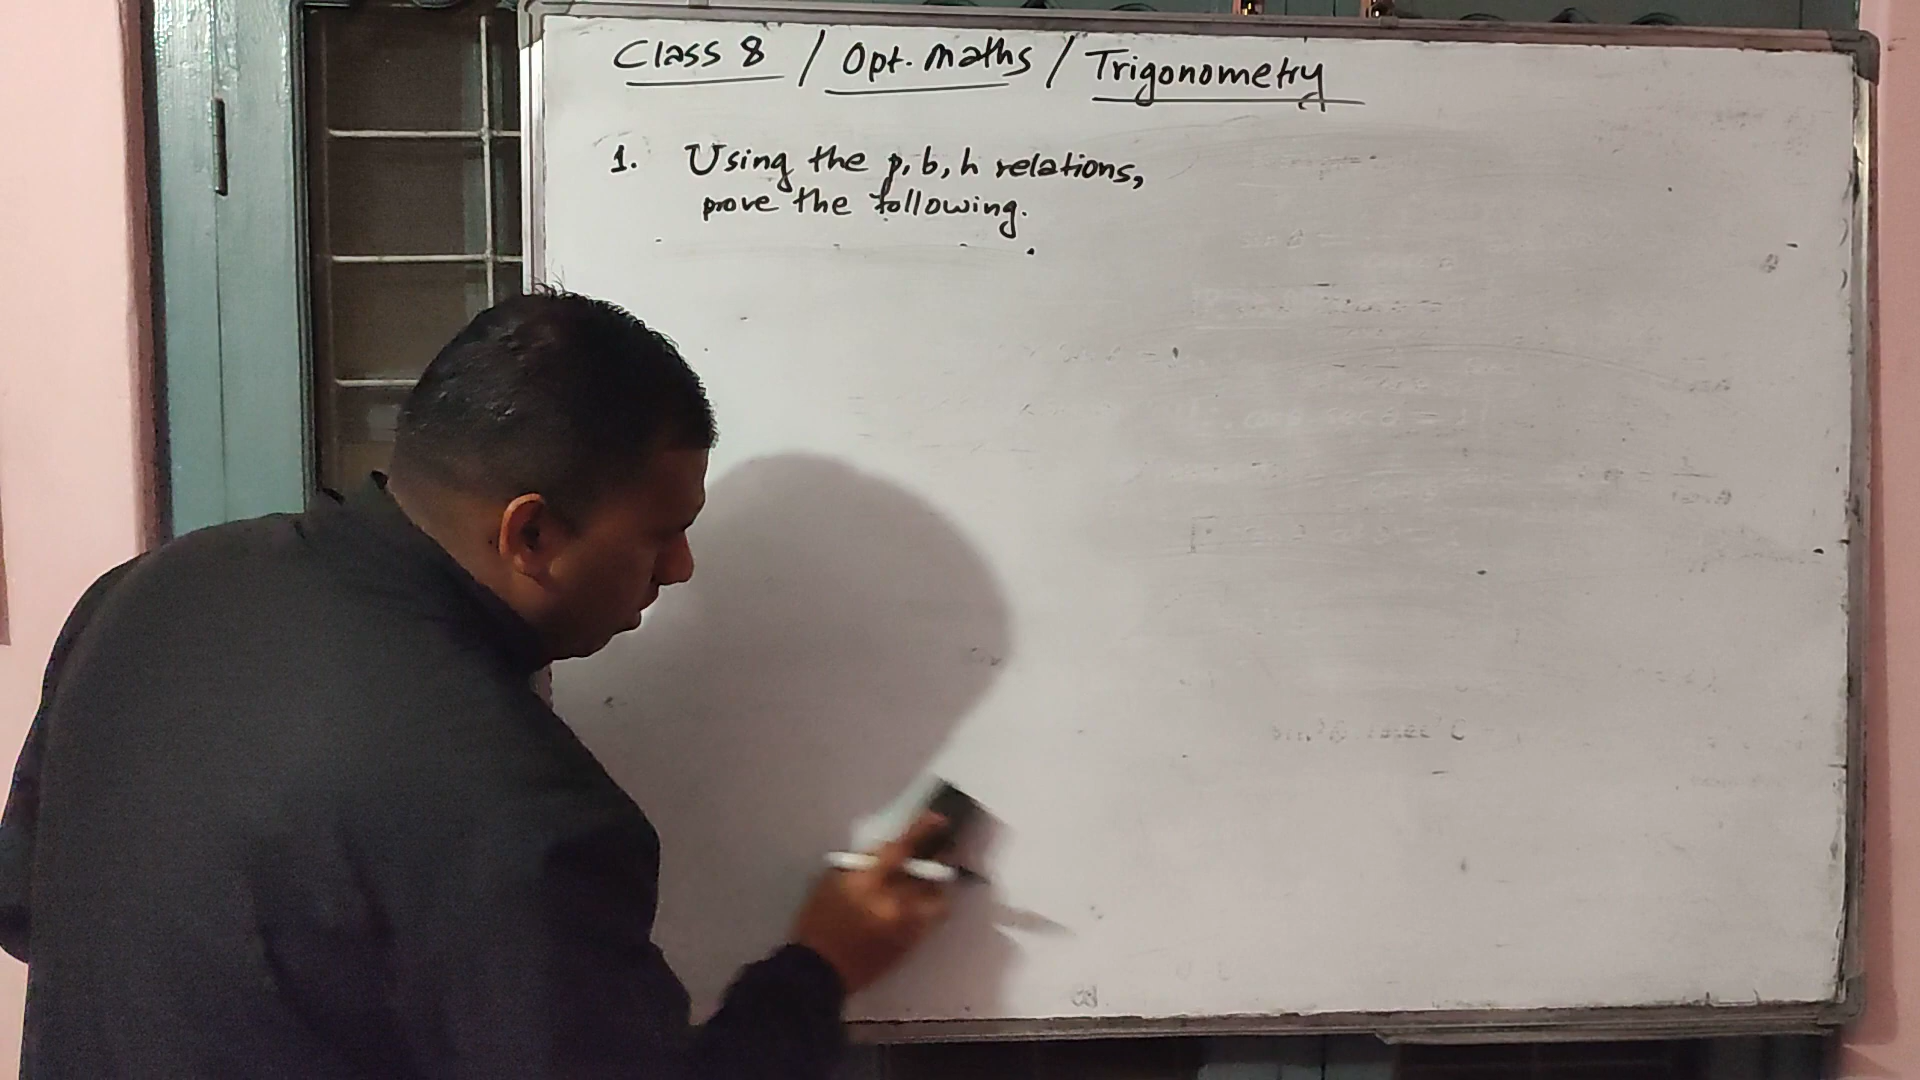 Class 8 / Opt. Maths / Trigonometry
1. Using the p, b, h relations,
prove the following.